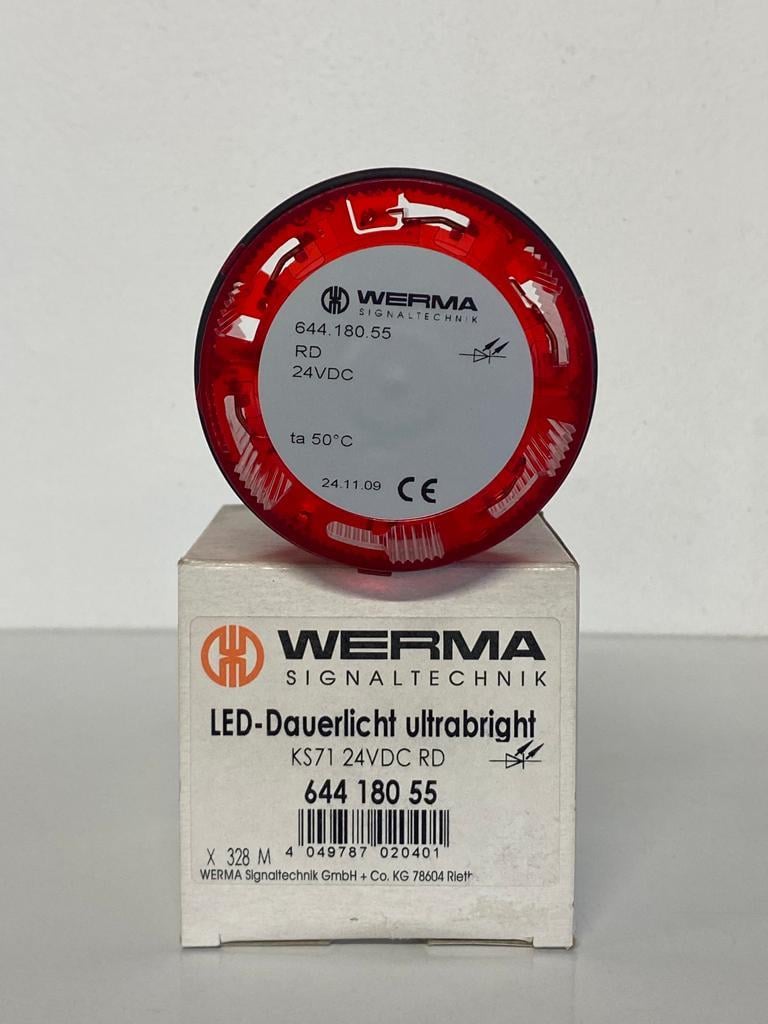 WERMA
SIGNALTECHNIK
644.180.55
RD
24VDC
ta 50°C
24.11.09 CE
WERMA
SIGNALTECHNIK
LED-Dauerlicht ultrabright
KS71 24VDC RD
644 180 55
X 328 M 4 049787 020401
WERMA Signaltechnik GmbH + Co. KG 78604 Rieth